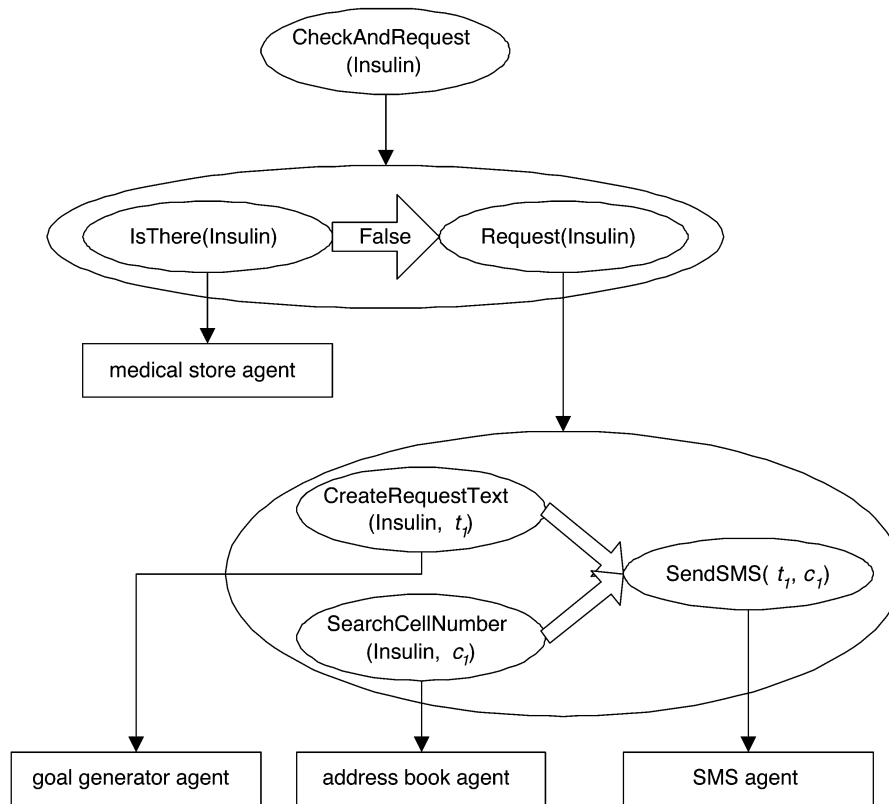 CheckAndRequest
(Insulin)
IsThere(Insulin)
False
Request(Insulin)
medical store agent
CreateRequestText
(Insulin, t1)
SendSMS( t1, c1)
SearchCellNumber
(Insulin, c1)
goal generator agent
address book agent
SMS agent